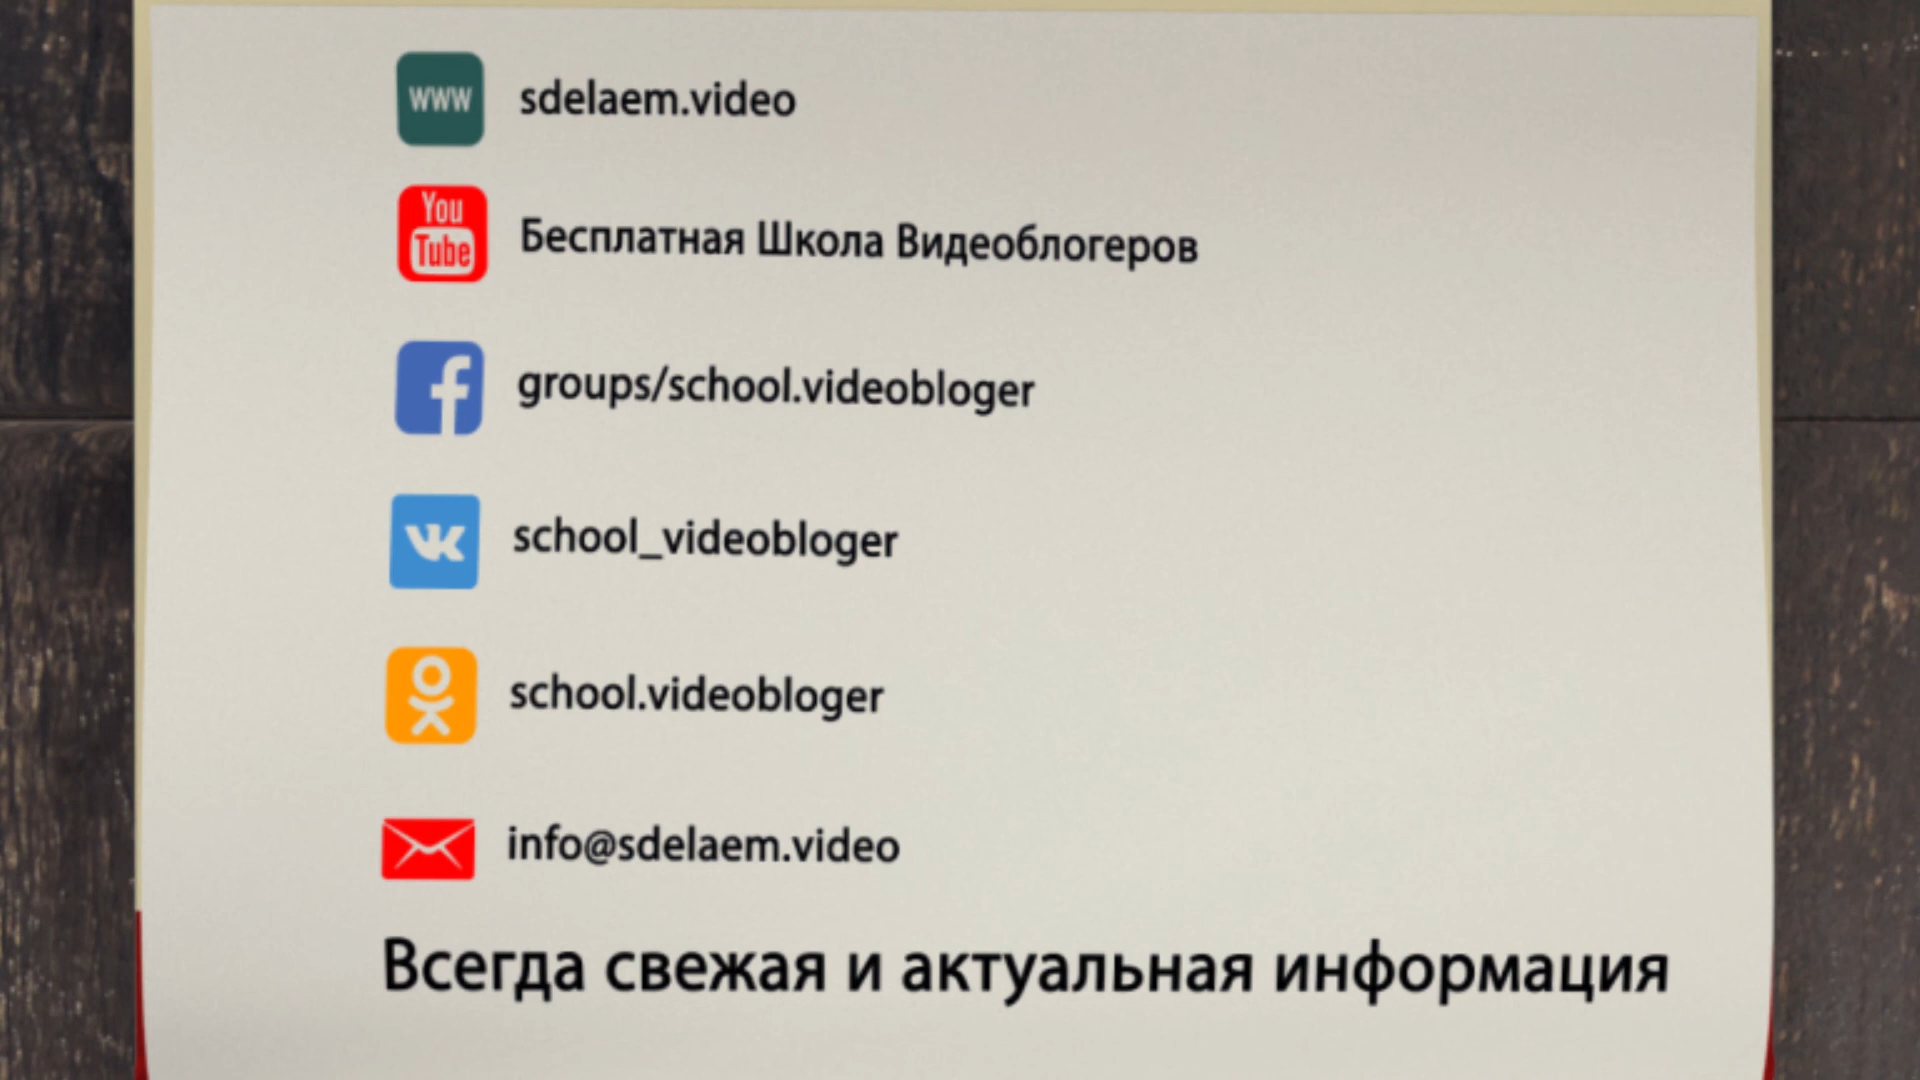 www sdelaem.video
You Tube Бесплатная Школа Видеоблогеров
groups/school.videobloger
school_videobloger
school.videobloger
info@sdelaem.video
Всегда свежая и актуальная информация